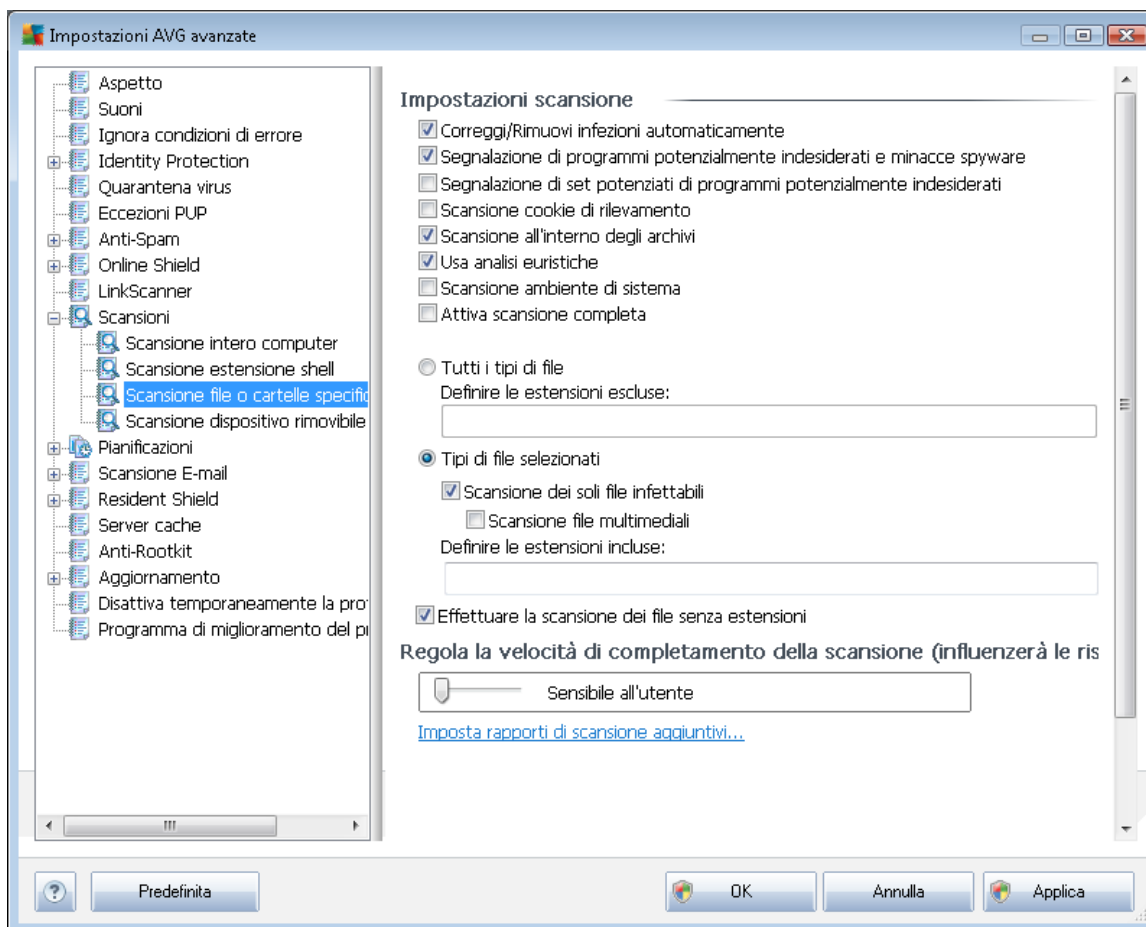 Impostazioni AVG avanzate
Aspetto
Suoni
Ignora condizioni di errore
Identity Protection
Quarantena virus
Eccezioni PUP
Anti-Spam
Online Shield
LinkScanner
Scansioni
Scansione intero computer
Scansione estensione shell
Scansione file o cartelle specific
Scansione dispositivo rimovibile
Pianificazioni
Scansione E-mail
Resident Shield
Server cache
Anti-Rootkit
Aggiornamento
Disattiva temporaneamente la pro
Programma di miglioramento del p
Impostazioni scansione
Correggi/Rimuovi infezioni automaticamente
Segnalazione di programmi potenzialmente indesiderati e minacce spyware
Segnalazione di set potenziati di programmi potenzialmente indesiderati
Scansione cookie di rilevamento
Scansione all'interno degli archivi
Usa analisi euristiche
Scansione ambiente di sistema
Attiva scansione completa
Tutti i tipi di file
Definire le estensioni escluse:
Tipi di file selezionati
Scansione dei soli file infettabili
Scansione file multimediali
Definire le estensioni incluse:
Effettuare la scansione dei file senza estensioni
Regola la velocità di completamento della scansione (influenzerà le ris
Sensibile all'utente
Imposta rapporti di scansione aggiuntivi...
?
Predefinita
OK
Annulla
Applica